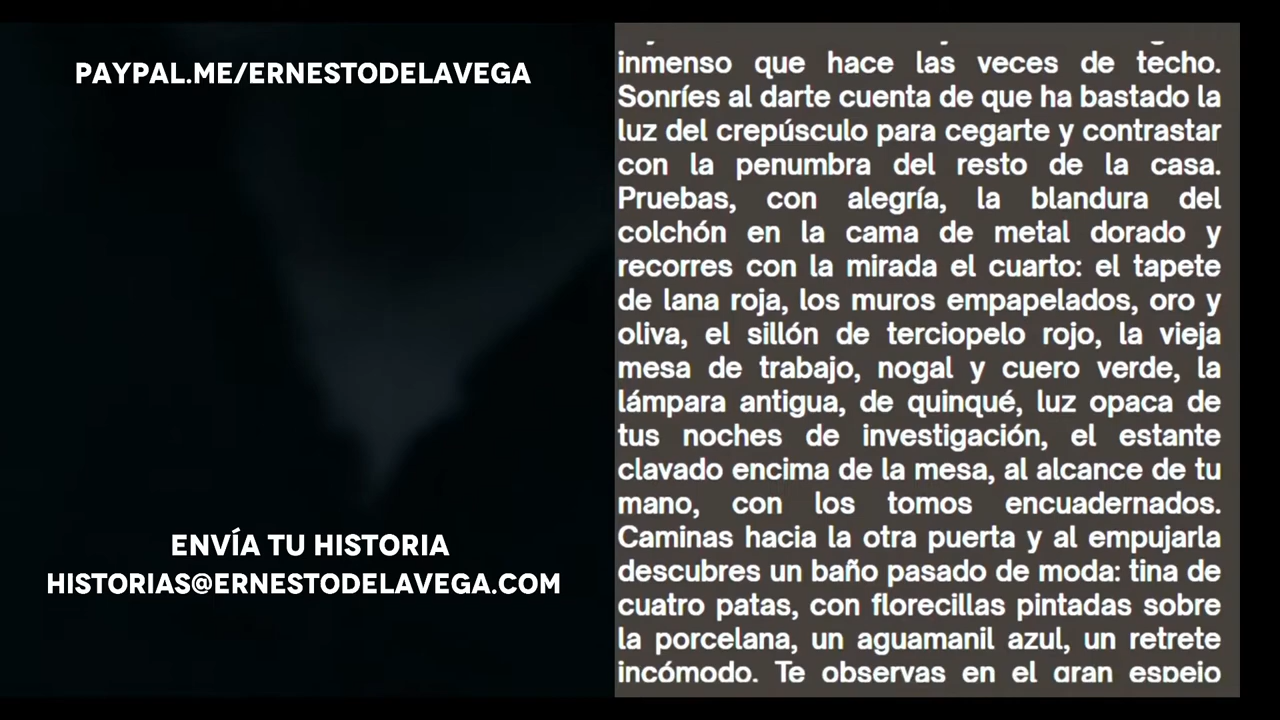 PAYPAL.ME/ERNESTODELAVEGA
ENVÍA TU HISTORIA
HISTORIAS@ERNESTODELAVEGA.COM
inmenso que hace las veces de techo.
Sonríes al darte cuenta de que ha bastado la
luz del crepúsculo para cegarte y contrastar
con la penumbra del resto de la casa.
Pruebas, con alegría, la blandura del
colchón en la cama de metal dorado y
recorres con la mirada el cuarto: el tapete
de lana roja, los muros empapelados, oro y
oliva, el sillón de terciopelo rojo, la vieja
mesa de trabajo, nogal y cuero verde, la
lámpara antigua, de quinqué, luz opaca de
tus noches de investigación, el estante
clavado encima de la mesa, al alcance de tu
mano, con los tomos encuadernados.
Caminas hacia la otra puerta y al empujarla
descubres un baño pasado de moda: tina de
cuatro patas, con florecillas pintadas sobre
la porcelana, un aguamanil azul, un retrete
incómodo. Te observas en el gran espejo